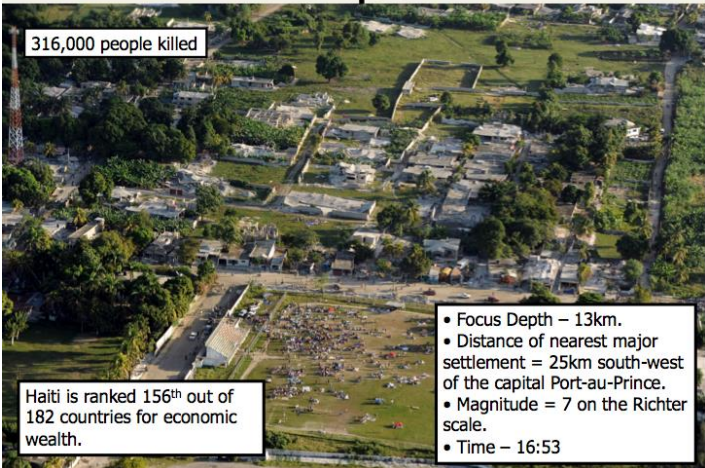 316,000 people killed
Haiti is ranked 156th out of
182 countries for economic
wealth.
• Focus Depth – 13km.
• Distance of nearest major
settlement = 25km south-west
of the capital Port-au-Prince.
• Magnitude = 7 on the Richter
scale.
• Time – 16:53